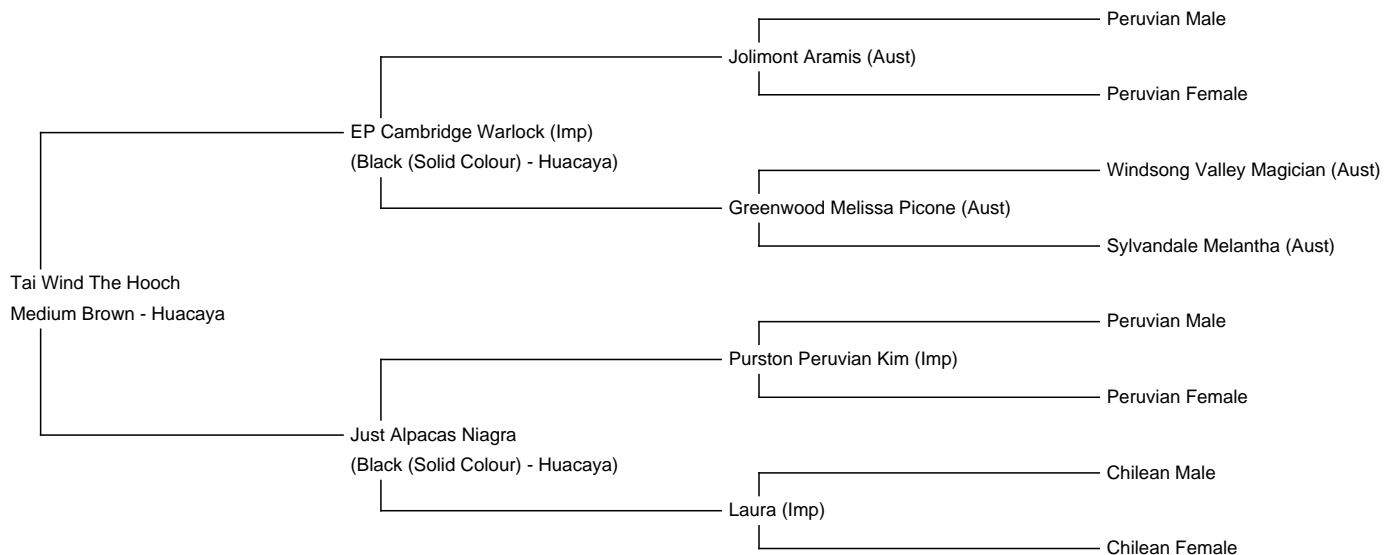 Peruvian Male
Jolimont Aramis (Aust)
Peruvian Female
EP Cambridge Warlock (Imp)
(Black (Solid Colour) - Huacaya)
Windsong Valley Magician (Aust)
Greenwood Melissa Picone (Aust)
Sylvandale Melantha (Aust)
Tai Wind The Hooch
Medium Brown - Huacaya
Peruvian Male
Purston Peruvian Kim (Imp)
Peruvian Female
Just Alpacas Niagra
(Black (Solid Colour) - Huacaya)
Chilean Male
Laura (Imp)
Chilean Female